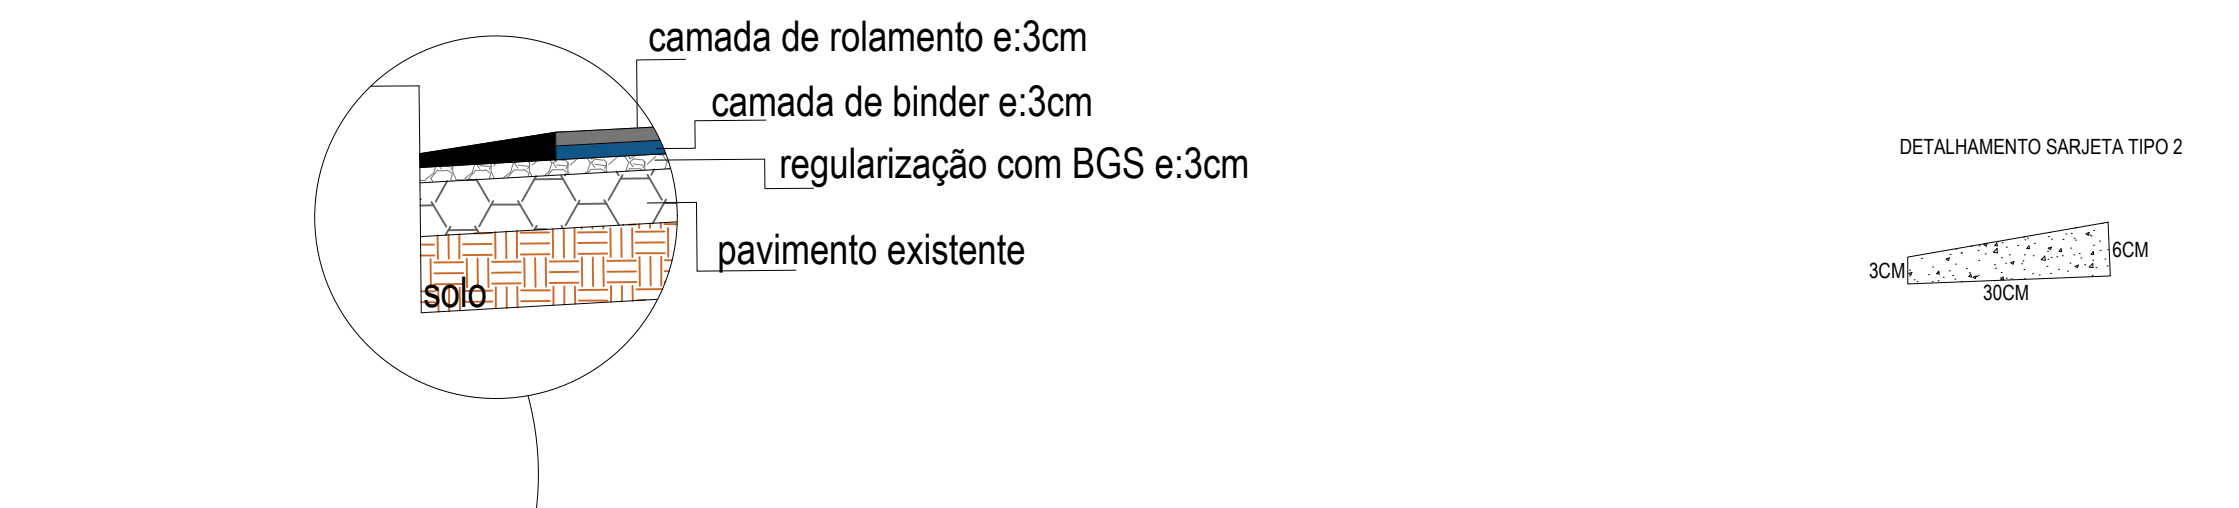 camada de rolamento e:3cm
camada de binder e:3cm
regularização com BGS e:3cm
pavimento existente
solo
DETALHAMENTO SARJETA TIPO 2
6CM
3CM
30CM